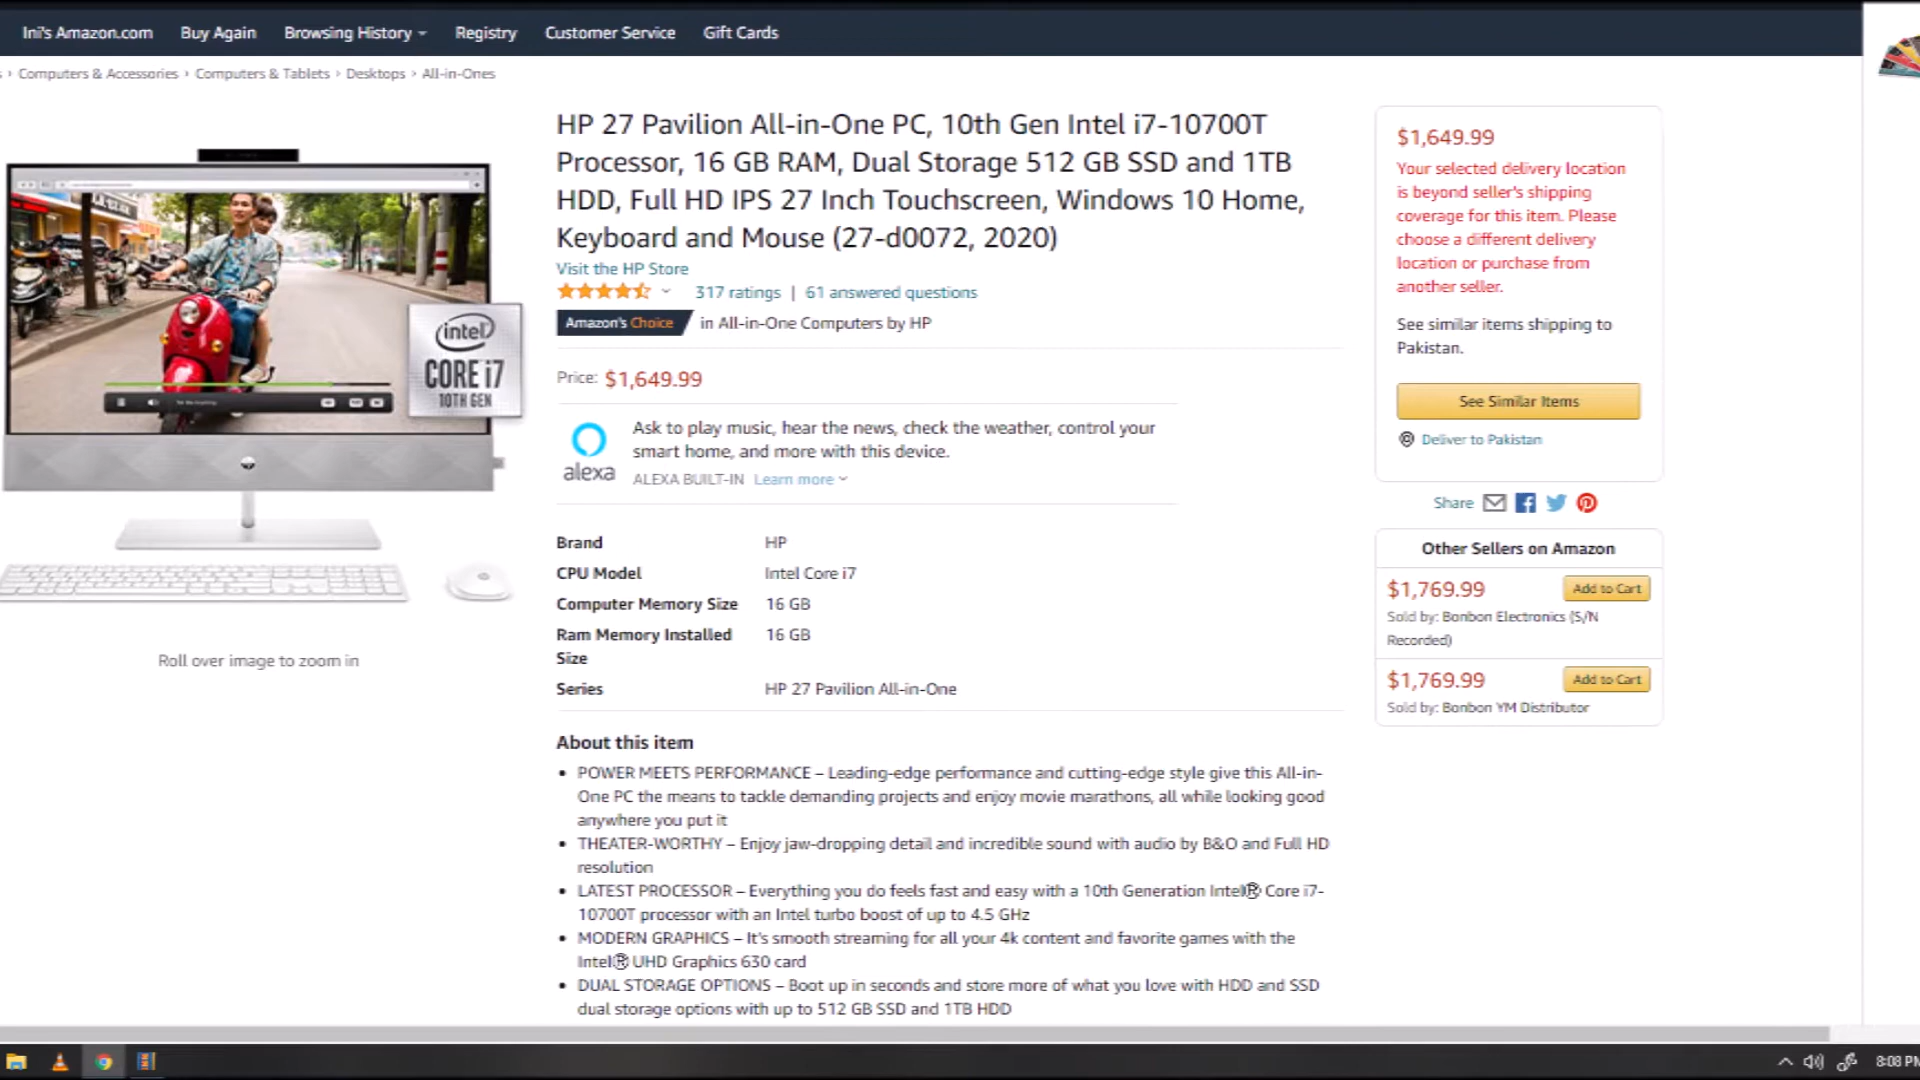 Ini's Amazon.com Buy Again Browsing History Registry Customer Service Gift Cards
› Computers & Accessories › Computers & Tablets › Desktops › All-in-Ones
HP 27 Pavilion All-in-One PC, 10th Gen Intel i7-10700T
Processor, 16 GB RAM, Dual Storage 512 GB SSD and 1TB
HDD, Full HD IPS 27 Inch Touchscreen, Windows 10 Home,
Keyboard and Mouse (27-d0072, 2020)
Visit the HP Store
317 ratings | 61 answered questions
Amazon's Choice in All-in-One Computers by HP
Price: $1,649.99
alexa
Ask to play music, hear the news, check the weather, control your
smart home, and more with this device.
ALEXA BUILT-IN Learn more
Brand HP
CPU Model Intel Core i7
Computer Memory Size 16 GB
Ram Memory Installed 16 GB
Size
Series HP 27 Pavilion All-in-One
About this item
• POWER MEETS PERFORMANCE – Leading-edge performance and cutting-edge style give this All-in-
One PC the means to tackle demanding projects and enjoy movie marathons, all while looking good
anywhere you put it
• THEATER-WORTHY – Enjoy jaw-dropping detail and incredible sound with audio by B&O and Full HD
resolution
• LATEST PROCESSOR – Everything you do feels fast and easy with a 10th Generation Intel® Core i7-
10700T processor with an Intel turbo boost of up to 4.5 GHz
• MODERN GRAPHICS – It's smooth streaming for all your 4k content and favorite games with the
Intel® UHD Graphics 630 card
• DUAL STORAGE OPTIONS – Boot up in seconds and store more of what you love with HDD and SSD
dual storage options with up to 512 GB SSD and 1TB HDD
intel
CORE i7
10TH GEN
Roll over image to zoom in
$1,649.99
Your selected delivery location
is beyond seller's shipping
coverage for this item. Please
choose a different delivery
location or purchase from
another seller.
See similar items shipping to
Pakistan.
See Similar Items
Deliver to Pakistan
Share
Other Sellers on Amazon
$1,769.99 Add to Cart
Sold by: Bonbon Electronics (S/N
Recorded)
$1,769.99 Add to Cart
Sold by: Bonbon YM Distributor
8:08 PM